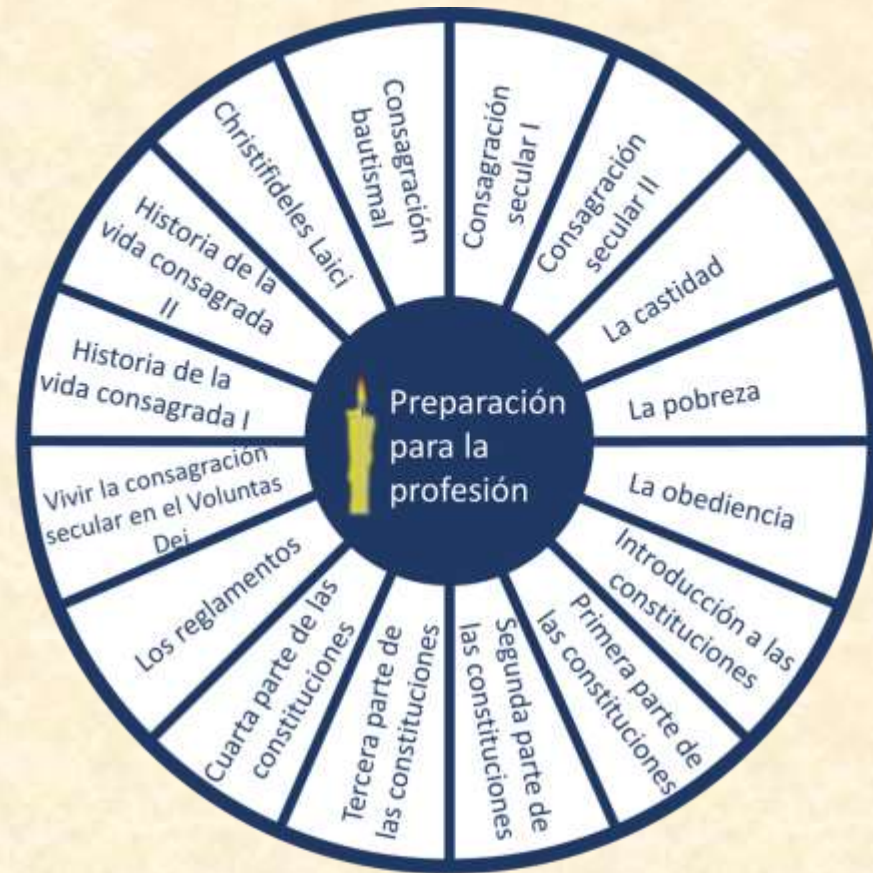 Preparación
para la
profesión
Consagración
secular I
Consagración
secular II
La castidad
La pobreza
La obediencia
Introducción a las
constituciones
Primera parte de
las constituciones
Segunda parte de
las constituciones
Tercera parte de
las constituciones
Cuarta parte de las
constituciones
Los reglamentos
Vivir la consagración
secular en el Voluntas
Dei
Historia de la
vida consagrada I
Historia de la
vida consagrada
II
Christifideles Laici
Consagración
bautismal